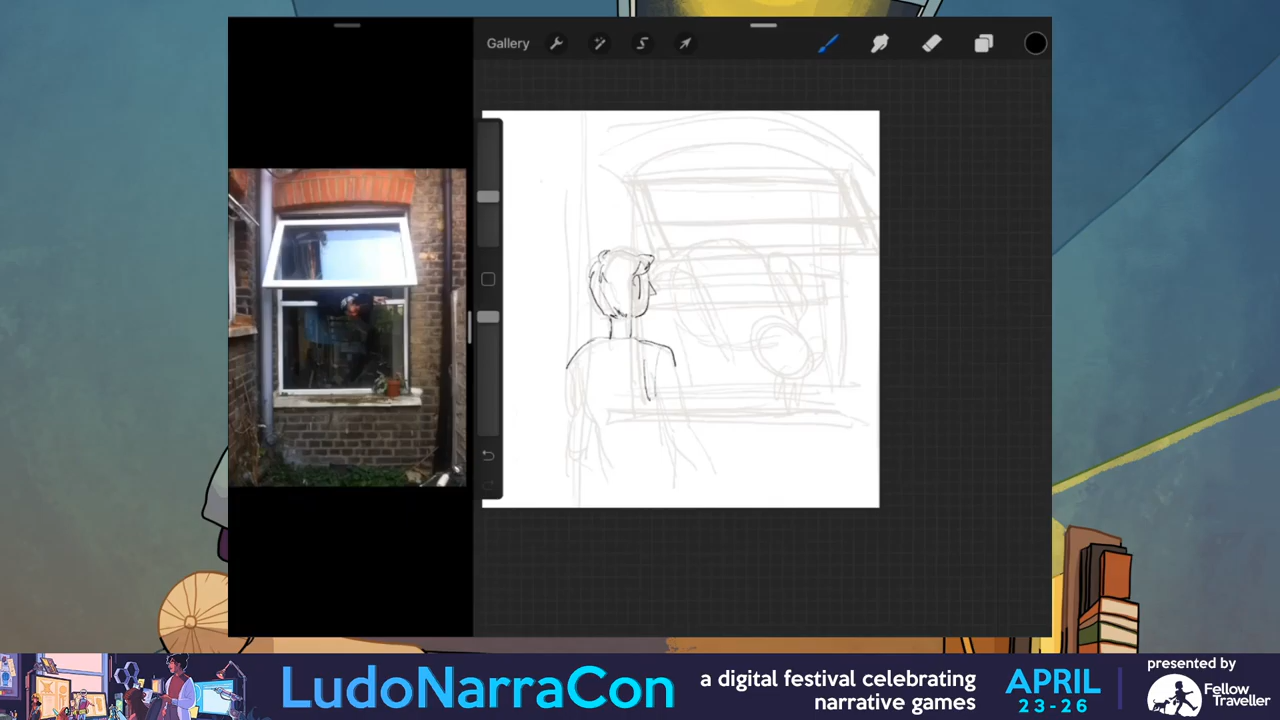 Gallery
LudoNarraCon
a digital festival celebrating
narrative games
APRIL
23-26
presented by
Fellow
Traveller